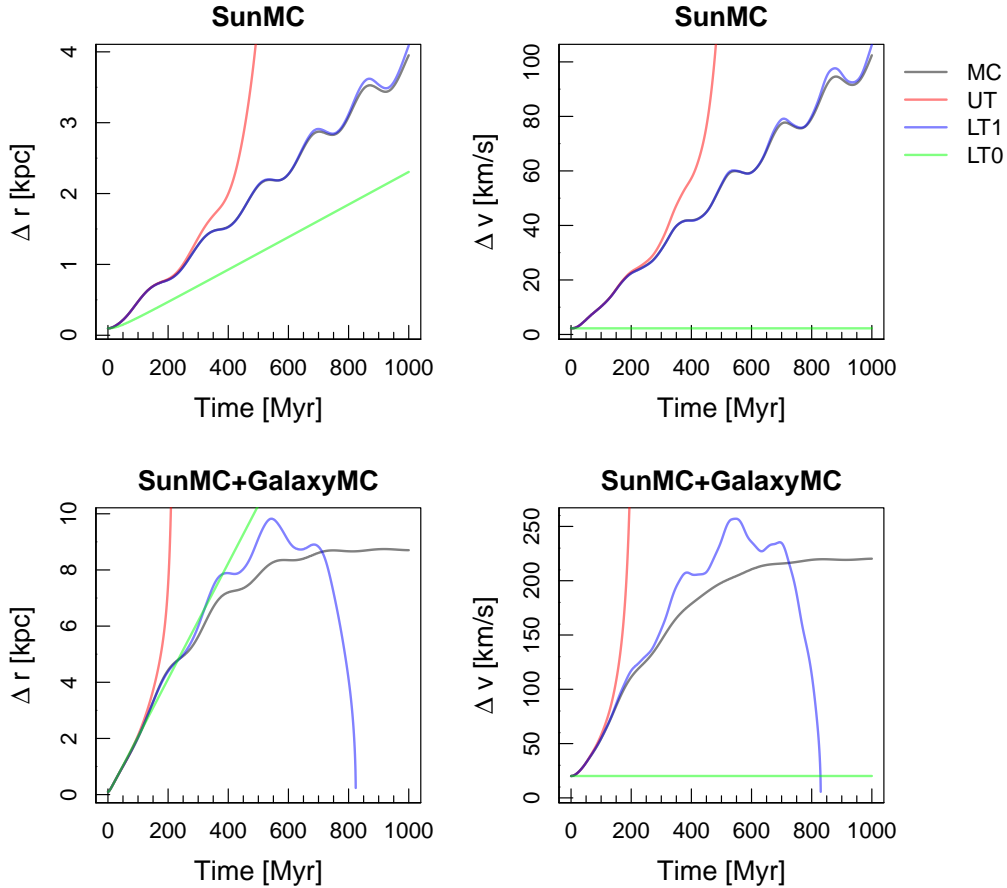 SunMC
SunMC
Δ r [kpc]
0 1 2 3 4
0 200 400 600 800 1000
Time [Myr]
Δ v [km/s]
0 20 40 60 80 100
0 200 400 600 800 1000
Time [Myr]
MC
UT
LT1
LT0
SunMC+GalaxyMC
SunMC+GalaxyMC
Δ r [kpc]
0 2 4 6 8 10
0 200 400 600 800 1000
Time [Myr]
Δ v [km/s]
0 50 100 150 200 250
0 200 400 600 800 1000
Time [Myr]